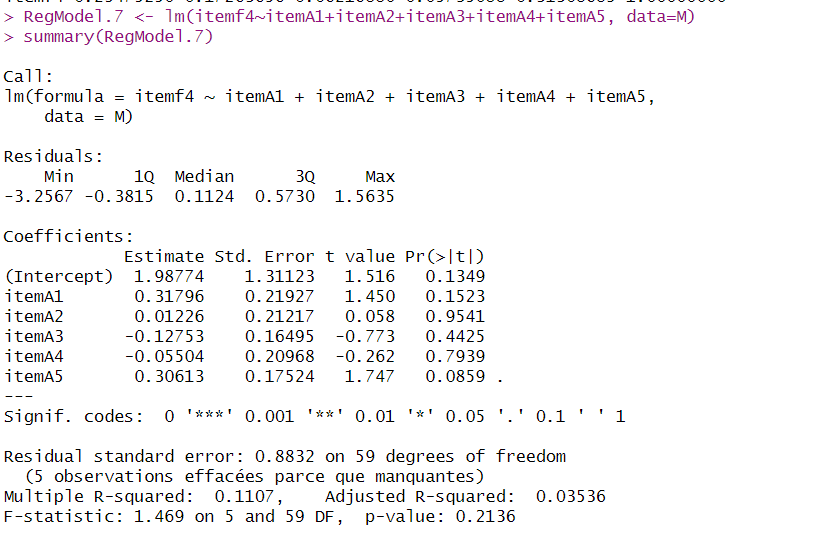 > RegModel.7 <- lm(itemf4~itemA1+itemA2+itemA3+itemA4+itemA5, data=M)
> summary(RegModel.7)
Call:
lm(formula = itemf4 ~ itemA1 + itemA2 + itemA3 + itemA4 + itemA5,
    data = M)
Residuals:
    Min      1Q  Median      3Q     Max
-3.2567 -0.3815  0.1124  0.5730  1.5635
Coefficients:
            Estimate Std. Error t value Pr(>|t|)
(Intercept)  1.98774    1.31123   1.516   0.1349
itemA1       0.31796    0.21927   1.450   0.1523
itemA2       0.01226    0.21217   0.058   0.9541
itemA3      -0.12753    0.16495  -0.773   0.4425
itemA4      -0.05504    0.20968  -0.262   0.7939
itemA5       0.30613    0.17524   1.747   0.0859 .
---
Signif. codes:  0 '***' 0.001 '**' 0.01 '*' 0.05 '.' 0.1 ' ' 1
Residual standard error: 0.8832 on 59 degrees of freedom
  (5 observations effacées parce que manquantes)
Multiple R-squared:  0.1107,    Adjusted R-squared:  0.03536
F-statistic: 1.469 on 5 and 59 DF,  p-value: 0.2136